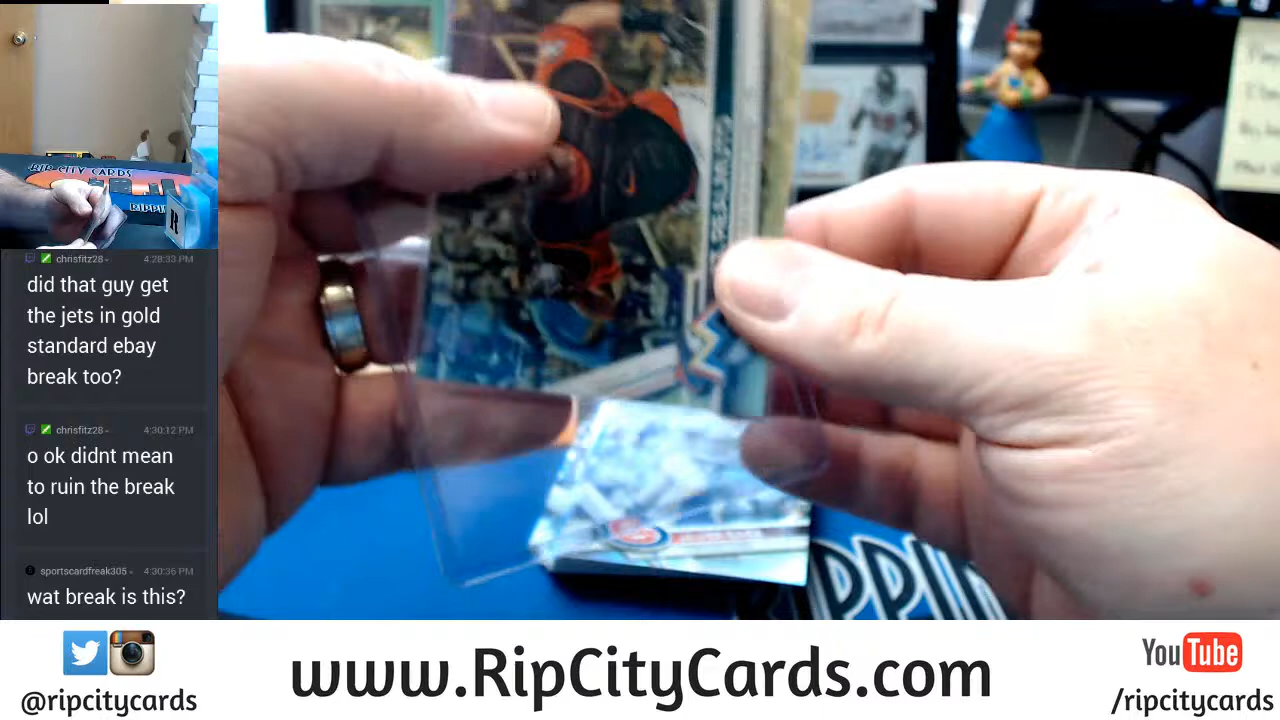 RIP CITY CARDS
RIPPIN
R
chrisfitz28
4:28:33 PM
did that guy get
the jets in gold
standard ebay
break too?
chrisfitz28
4:30:12 PM
o ok didnt mean
to ruin the break
lol
sportscardfreak305
4:30:36 PM
wat break is this?
RIPPIN
@ripcitycards
www.RipCityCards.com
YouTube
/ripcitycards